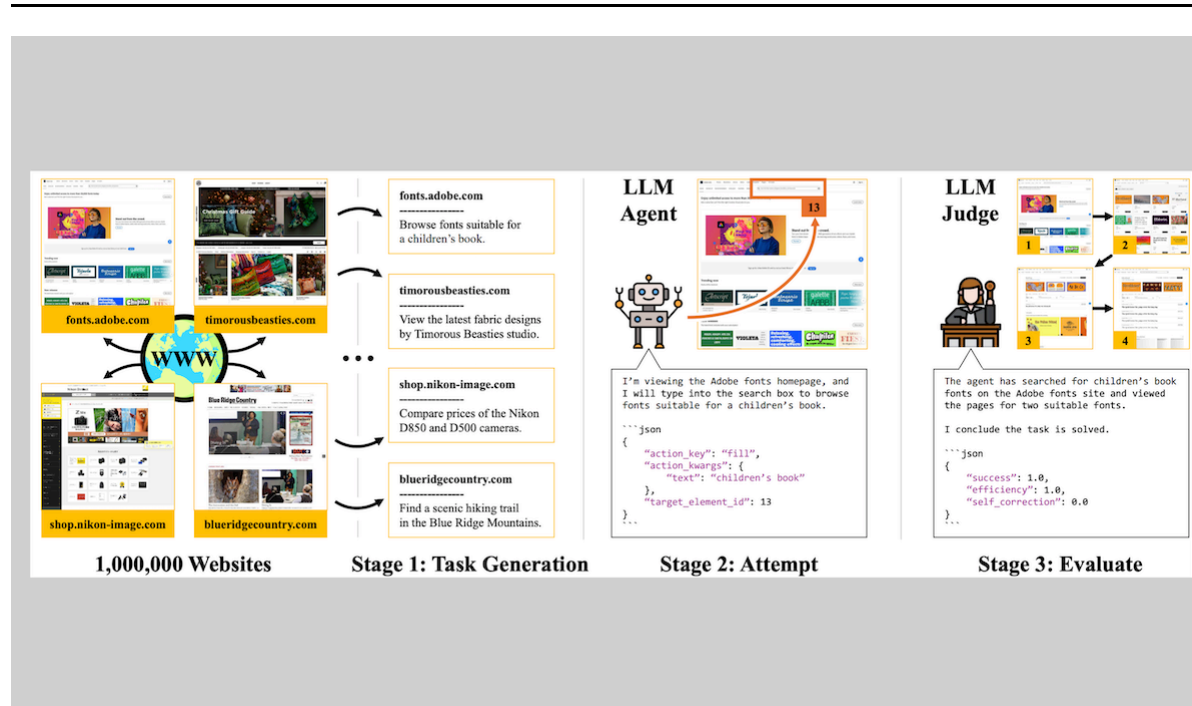 fonts.adobe.com
timorousbeasties.com
WWW
shop.nikon-image.com
blueridgecountry.com
1,000,000 Websites
Christmas Gift Guide
Blue Ridge Country
fonts.adobe.com
----------------
Browse fonts suitable for
a children’s book.
timorousbeasties.com
----------------
View the latest fabric designs
by Timorous Beasties studio.
•••
shop.nikon-image.com
----------------
Compare prices of the Nikon
D850 and D500 cameras.
blueridgecountry.com
----------------
Find a scenic hiking trail
in the Blue Ridge Mountains.
Stage 1: Task Generation
LLM
Agent
13
I’m viewing the Adobe fonts homepage, and
I will type into the search box to browse
fonts suitable for a children’s book.
```json
{
“action_key”: “fill”,
“action_kwargs”: {
“text”: “children’s book”
},
“target_element_id”: 13
}
```
Stage 2: Attempt
LLM
Judge
1
2
3
4
The agent has searched for children’s book
fonts on the Adobe fonts site and viewed
the pages for two suitable fonts.
I conclude the task is solved.
```json
{
“success”: 1.0,
“efficiency”: 1.0,
“self_correction”: 0.0
}
```
Stage 3: Evaluate